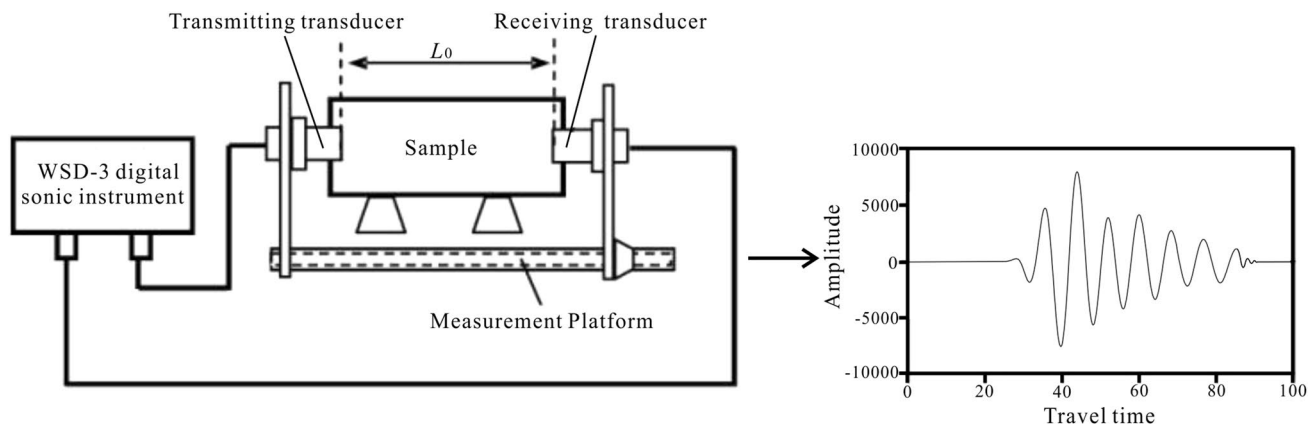 Transmitting transducer
Receiving transducer
L0
Sample
WSD-3 digital
sonic instrument
Measurement Platform
Amplitude
10000
5000
0
-5000
-10000
0 20 40 60 80 100
Travel time